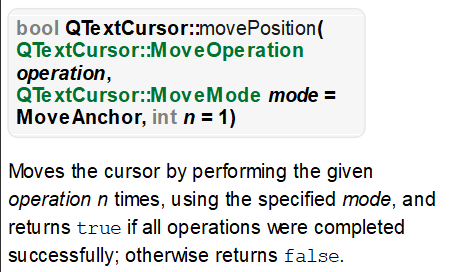 bool QTextCursor::movePosition(
QTextCursor::MoveOperation
operation,
QTextCursor::MoveMode mode =
MoveAnchor, int n = 1)
Moves the cursor by performing the given
operation n times, using the specified mode, and
returns true if all operations were completed
successfully; otherwise returns false.